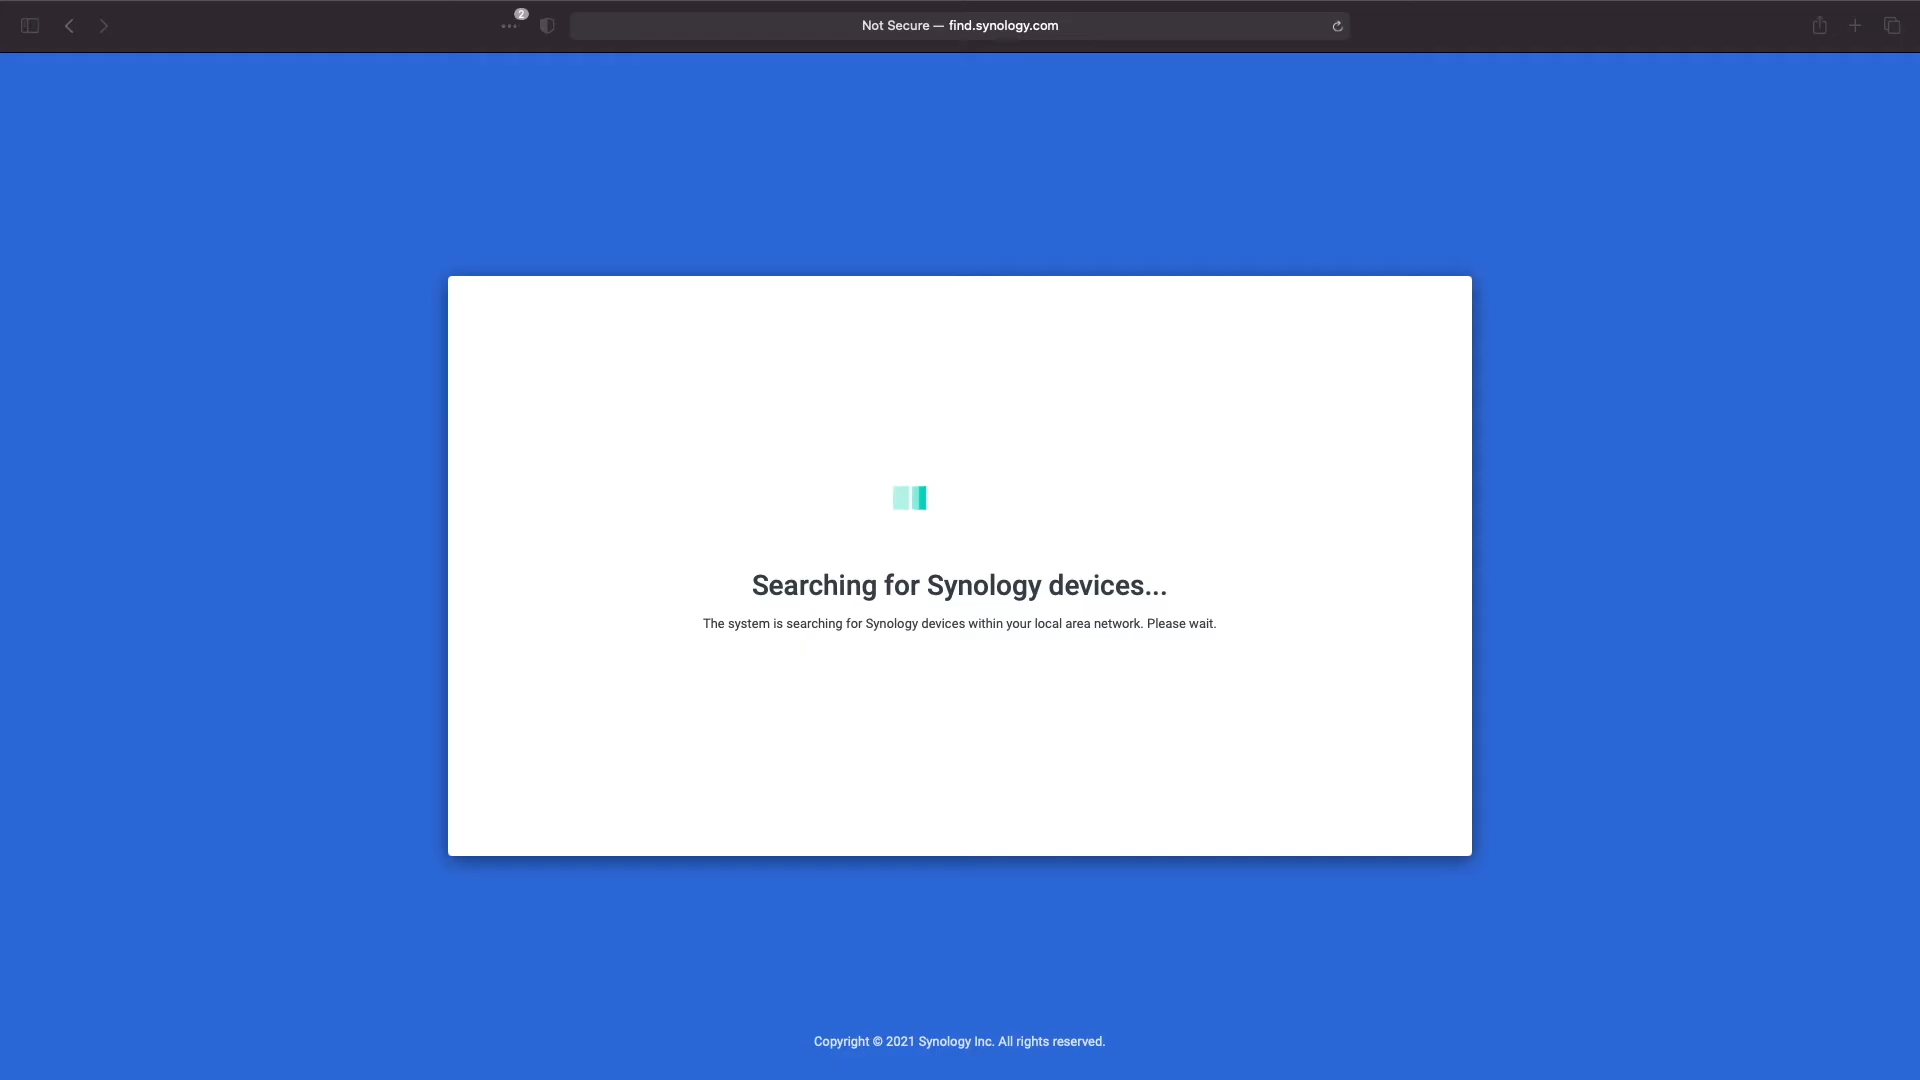 2
Not Secure — find.synology.com
Searching for Synology devices...
The system is searching for Synology devices within your local area network. Please wait.
Copyright © 2021 Synology Inc. All rights reserved.